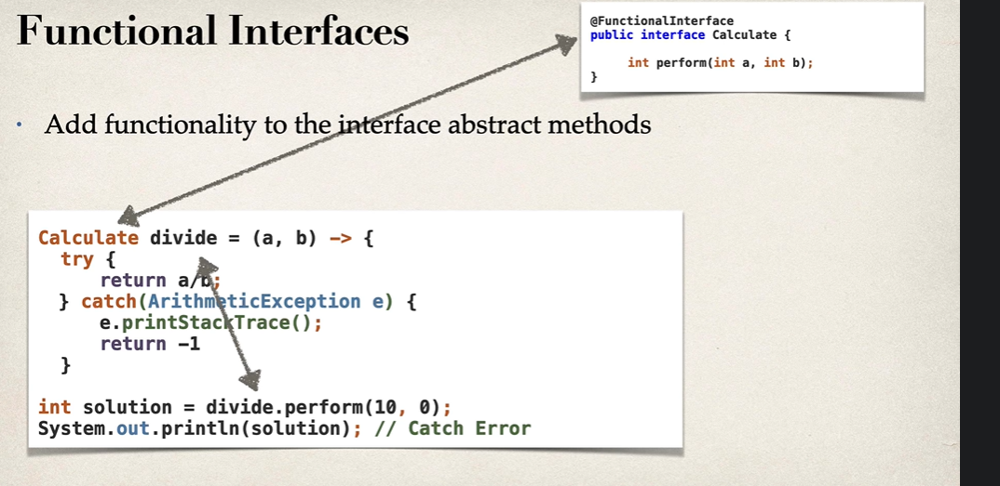 Functional Interfaces
@FunctionalInterface
public interface Calculate {
int perform(int a, int b);
}
• Add functionality to the interface abstract methods
Calculate divide = (a, b) -> {
try {
return a/b;
} catch(ArithmeticException e) {
e.printStackTrace();
return -1
}
int solution = divide.perform(10, 0);
System.out.println(solution); // Catch Error